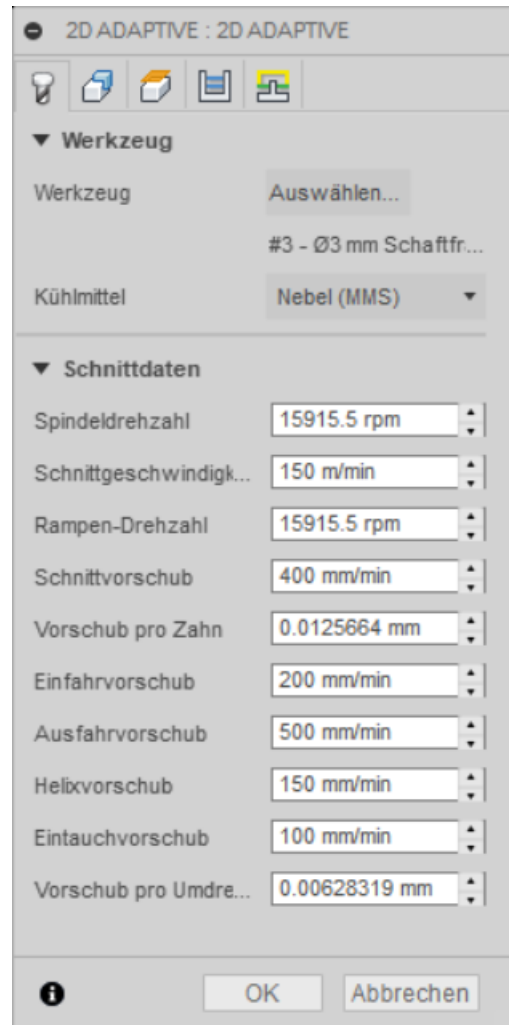 2D ADAPTIVE : 2D ADAPTIVE
▼ Werkzeug
Werkzeug Auswählen...
#3 - Ø3 mm Schaftfr...
Kühlmittel Nebel (MMS)
▼ Schnittdaten
Spindeldrehzahl 15915.5 rpm
Schnittgeschwindigk... 150 m/min
Rampen-Drehzahl 15915.5 rpm
Schnittvorschub 400 mm/min
Vorschub pro Zahn 0.0125664 mm
Einfahrvorschub 200 mm/min
Ausfahrvorschub 500 mm/min
Helixvorschub 150 mm/min
Eintauchvorschub 100 mm/min
Vorschub pro Umdre... 0.00628319 mm
OK Abbrechen